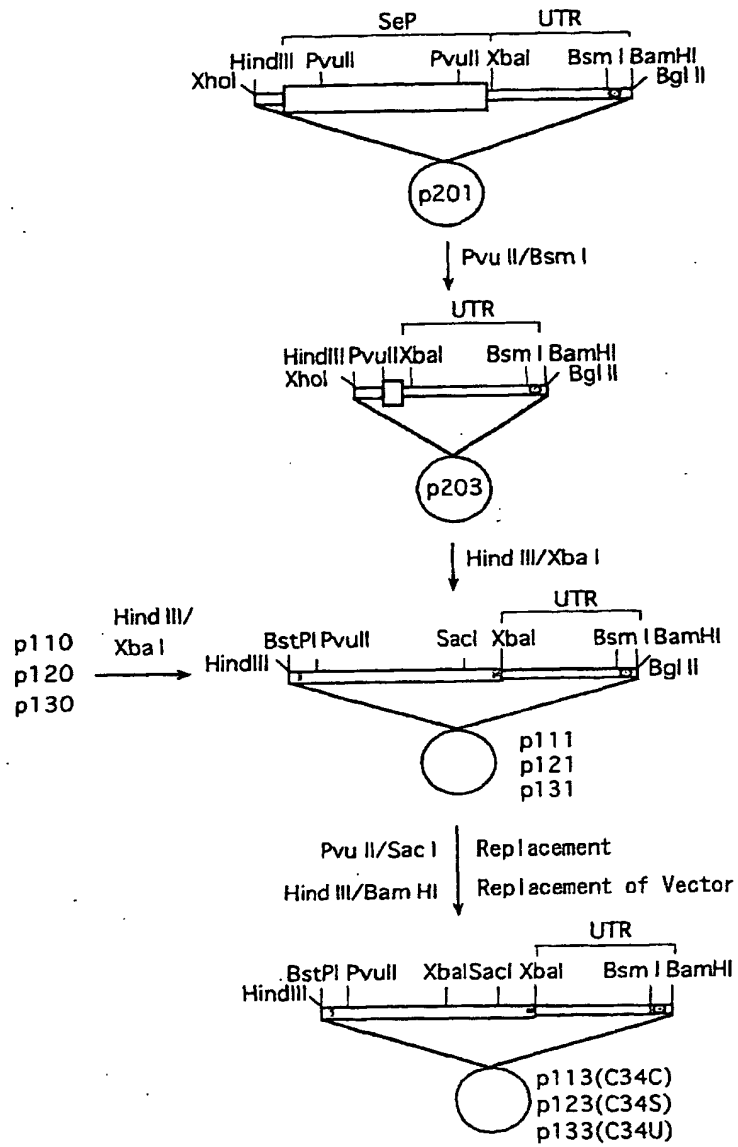 SeP UTR
HindIII PvuII PvuII XbaI Bsm I BamHI
XhoI Bgl II
p201
Pvu II/Bsm I
UTR
HindIII PvuII XbaI Bsm I BamHI
XhoI Bgl II
p203
Hind III/Xba I
p110
p120
p130
Hind III/
Xba I
UTR
BstPI PvuII SacI XbaI Bsm I BamHI
HindIII Bgl II
p111
p121
p131
Pvu II/Sac I Replacement
Hind III/Bam HI Replacement of Vector
UTR
BstPI PvuII XbaI SacI XbaI Bsm I BamHI
HindIII
p113(C34C)
p123(C34S)
p133(C34U)